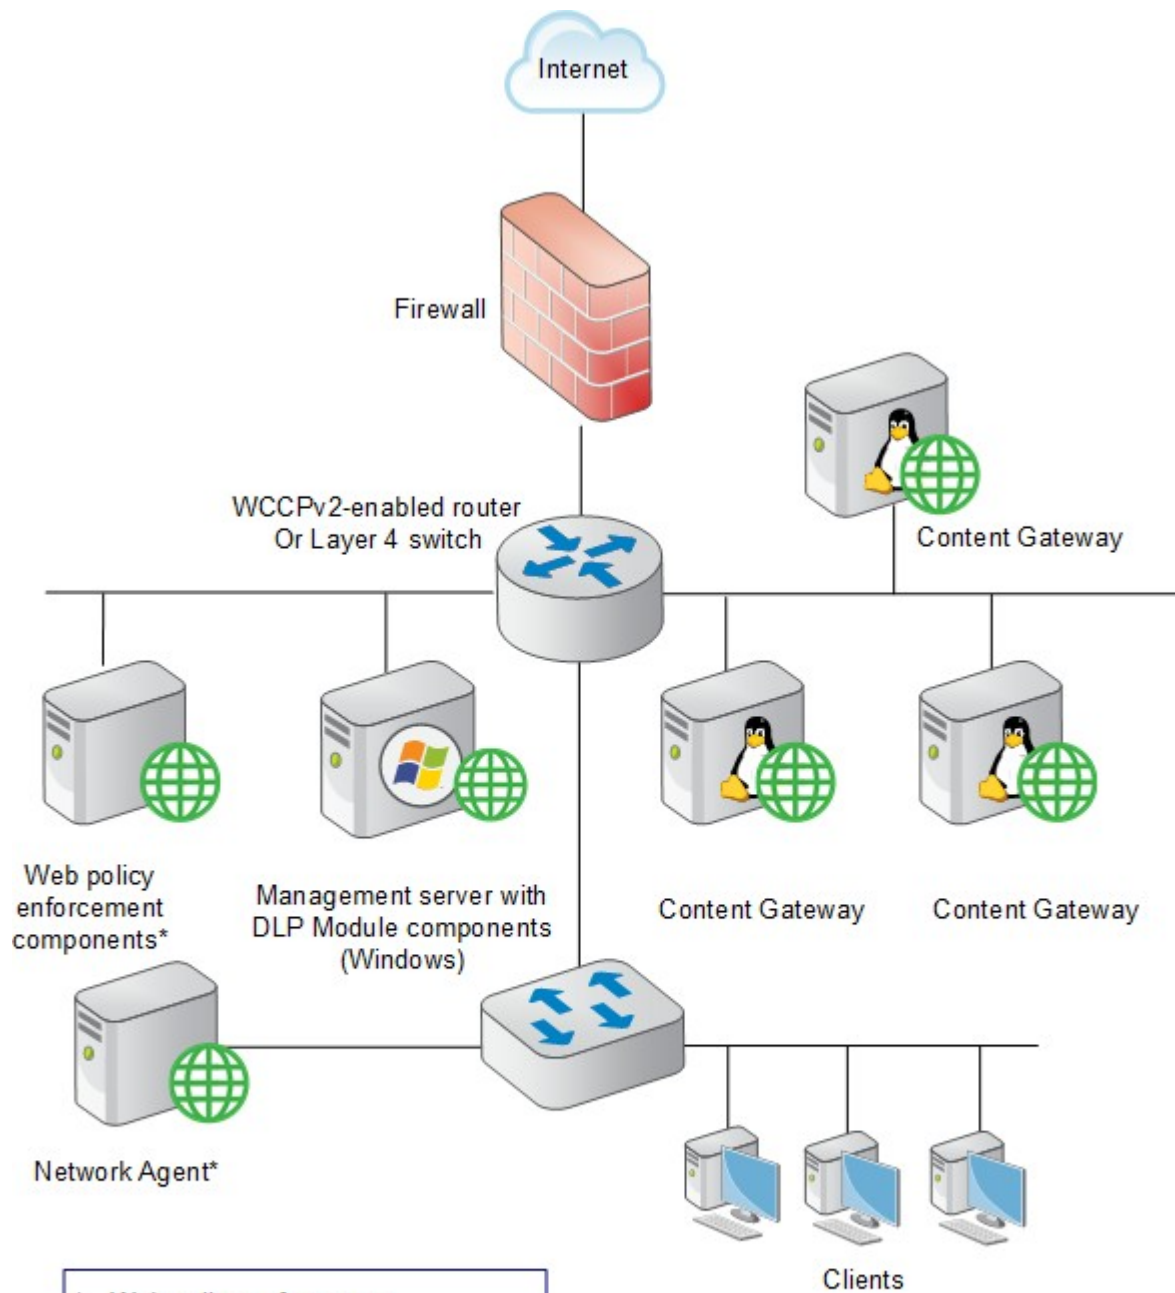 Internet
Firewall
WCCPv2-enabled router
Or Layer 4 switch
Content Gateway
Web policy
enforcement
components*
Management server with
DLP Module components
(Windows)
Content Gateway
Content Gateway
Network Agent*
Clients